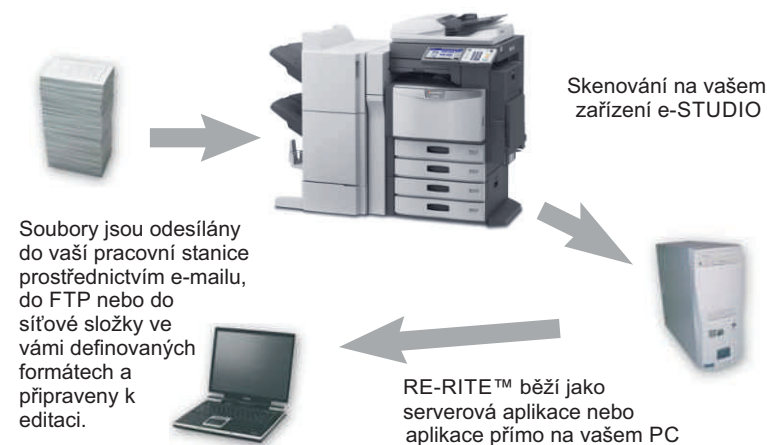 Skenování na vašem
zařízení e-STUDIO
Soubory jsou odesílány
do vaší pracovní stanice
prostřednictvím e-mailu,
do FTP nebo do
síťové složky ve
vámi definovaných
formátech a
připraveny k
editaci.
RE-RITE™ běží jako
serverová aplikace nebo
aplikace přímo na vašem PC